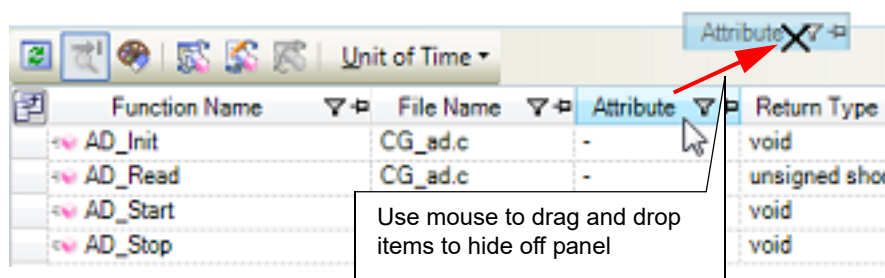 Attribute
Unit of Time
Function Name File Name Attribute Return Type
AD_Init CG_ad.c - void
AD_Read CG_ad.c - unsigned shor
AD_Start void
AD_Stop void
Use mouse to drag and drop
items to hide off panel